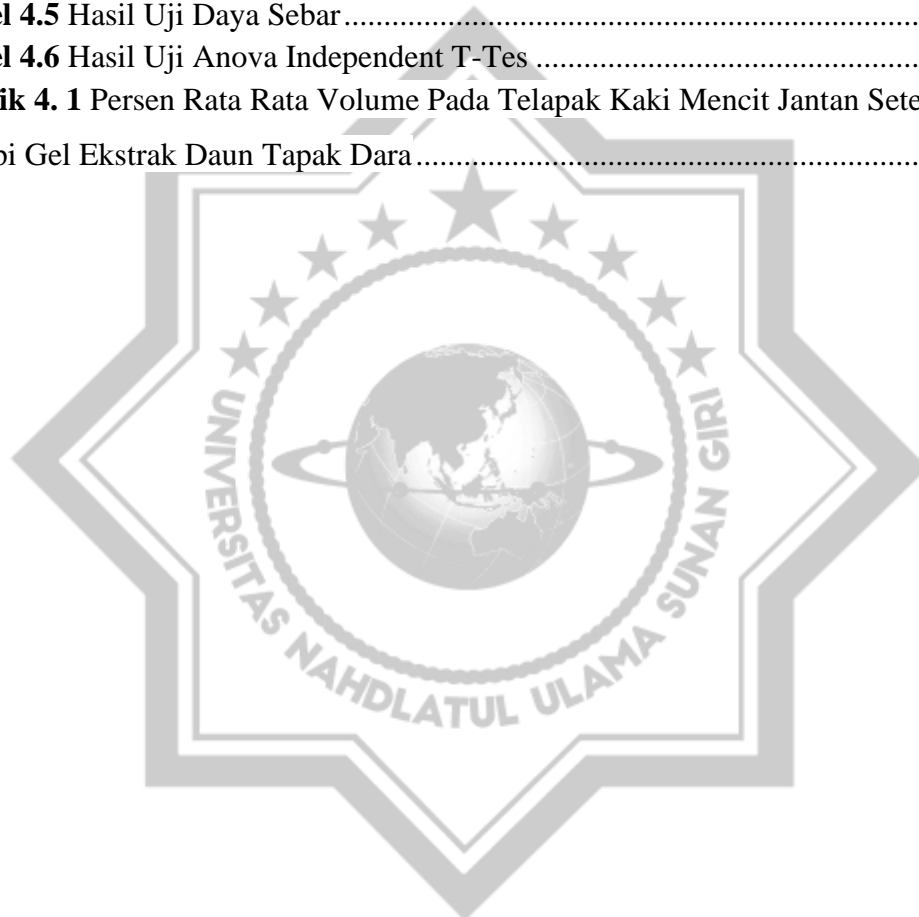 el 4.5 Hasil Uji Daya Sebar
el 4.6 Hasil Uji Anova Independent T-Tes
ik 4. 1 Persen Rata Rata Volume Pada Telapak Kaki Mencit Jantan Sete
pi Gel Ekstrak Daun Tapak Dara
UNIVERSITAS NAHDLATUL ULAMA SUNAN GIRI